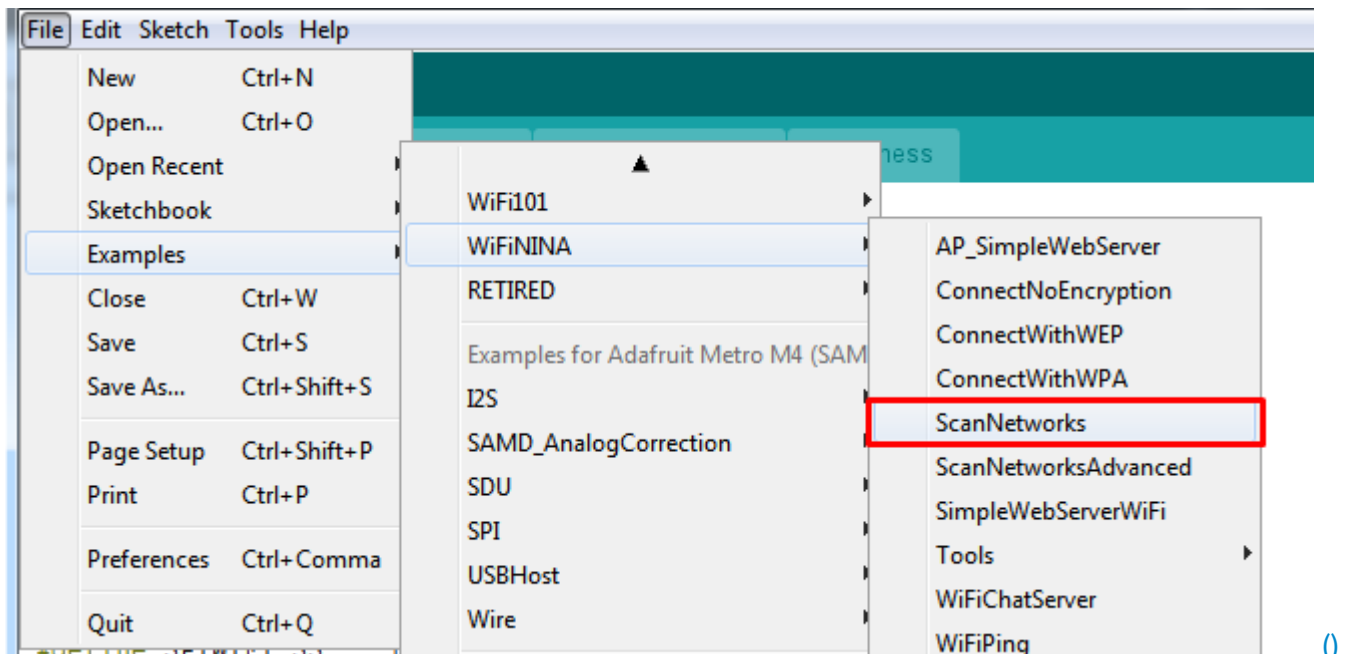 File Edit Sketch Tools Help
New Ctrl+N
Open... Ctrl+O
Open Recent
Sketchbook
Examples
Close Ctrl+W
Save Ctrl+S
Save As... Ctrl+Shift+S
Page Setup Ctrl+Shift+P
Print Ctrl+P
Preferences Ctrl+Comma
Quit Ctrl+Q
WiFi101
WiFiNINA
RETIRED
Examples for Adafruit Metro M4 (SAM
I2S
SAMD_AnalogCorrection
SDU
SPI
USBHost
Wire
AP_SimpleWebServer
ConnectNoEncryption
ConnectWithWEP
ConnectWithWPA
ScanNetworks
ScanNetworksAdvanced
SimpleWebServerWiFi
Tools
WiFiChatServer
WiFiPing
()